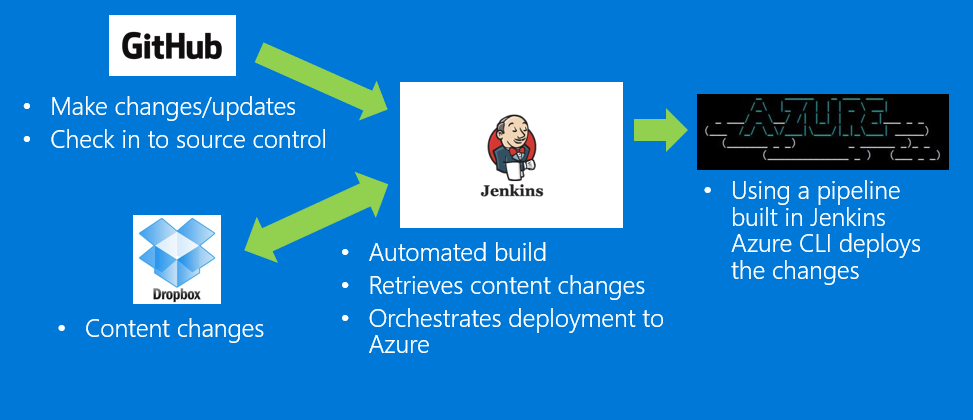 GitHub
• Make changes/updates
• Check in to source control
Dropbox
• Content changes
Jenkins
• Automated build
• Retrieves content changes
• Orchestrates deployment to
Azure
AZURE
• Using a pipeline
built in Jenkins
Azure CLI deploys
the changes